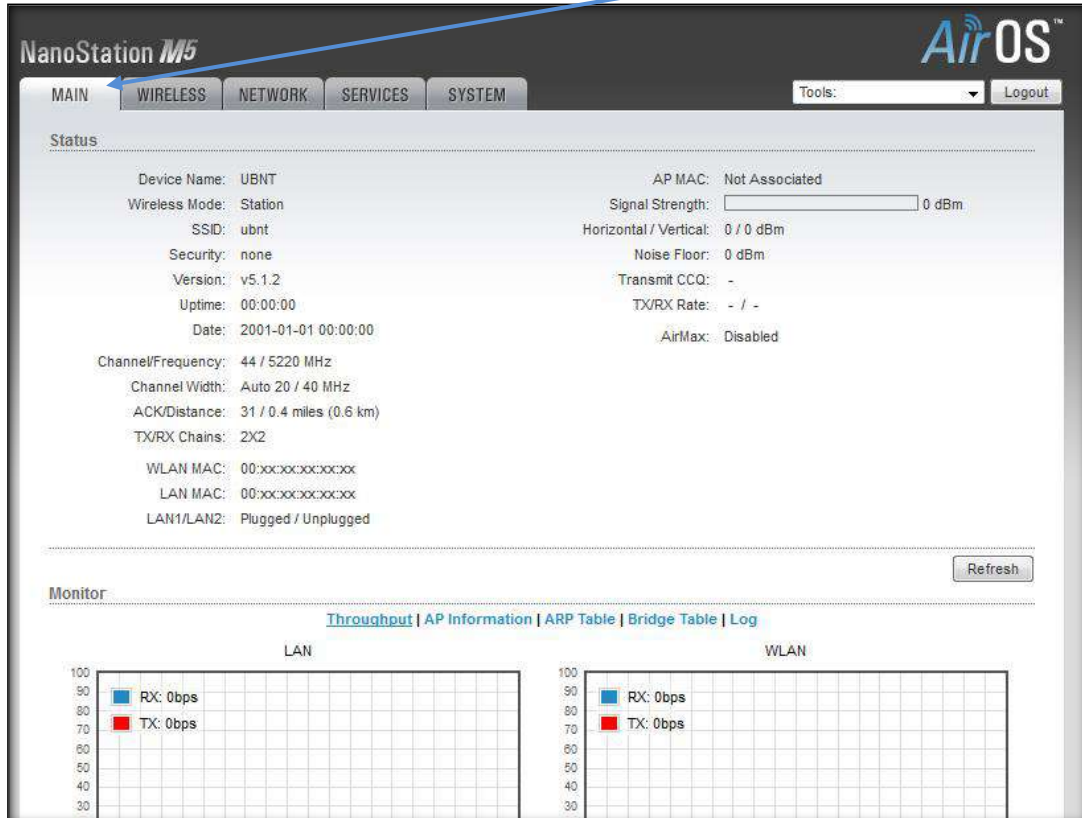 NanoStation M5
AirOS™
MAIN WIRELESS NETWORK SERVICES SYSTEM Tools: Logout
Status
Device Name: UBNT
Wireless Mode: Station
SSID: ubnt
Security: none
Version: v5.1.2
Uptime: 00:00:00
Date: 2001-01-01 00:00:00
Channel/Frequency: 44 / 5220 MHz
Channel Width: Auto 20 / 40 MHz
ACK/Distance: 31 / 0.4 miles (0.6 km)
TX/RX Chains: 2X2
WLAN MAC: 00:xx:xx:xx:xx:xx
LAN MAC: 00:xx:xx:xx:xx:xx
LAN1/LAN2: Plugged / Unplugged
AP MAC: Not Associated
Signal Strength: 0 dBm
Horizontal / Vertical: 0 / 0 dBm
Noise Floor: 0 dBm
Transmit CCQ: -
TX/RX Rate: - / -
AirMax: Disabled
Refresh
Monitor
Throughput | AP Information | ARP Table | Bridge Table | Log
LAN
100
90
80
70
60
50
40
30
RX: 0bps
TX: 0bps
WLAN
100
90
80
70
60
50
40
30
RX: 0bps
TX: 0bps